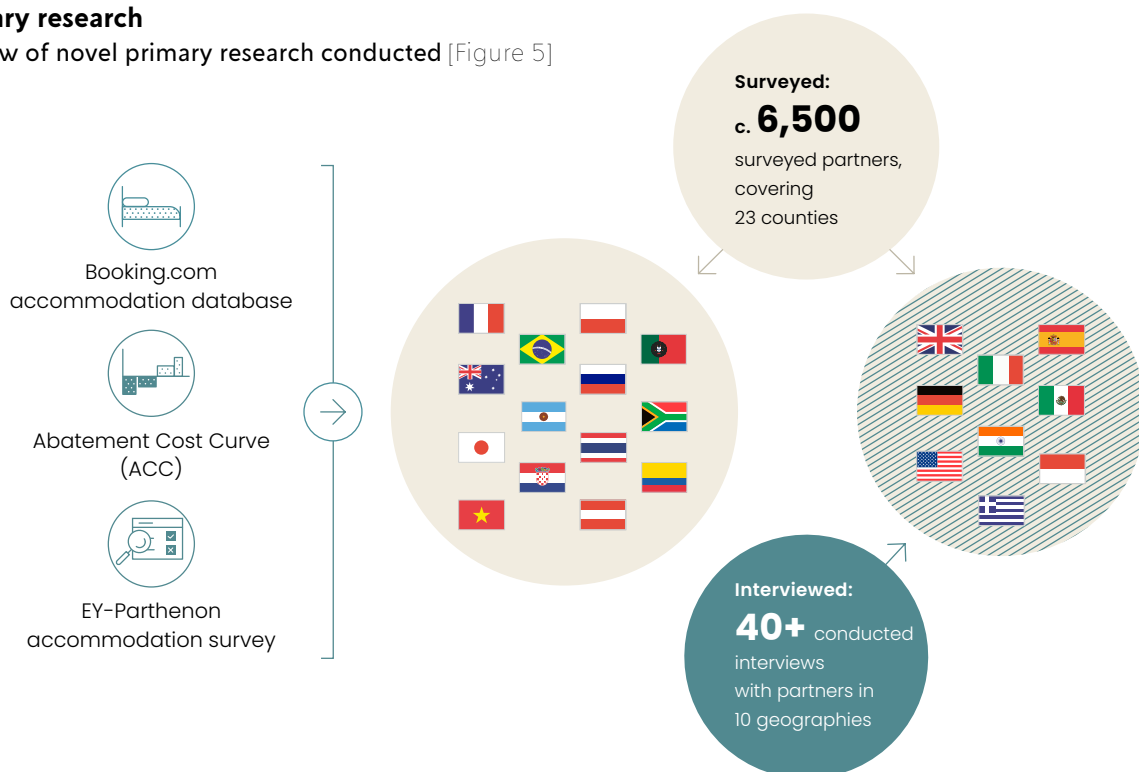 ary research
w of novel primary research conducted [Figure 5]
Booking.com
accommodation database
Abatement Cost Curve
(ACC)
EY-Parthenon
accommodation survey
Surveyed:
c. 6,500
surveyed partners,
covering
23 counties
Interviewed:
40+ conducted
interviews
with partners in
10 geographies